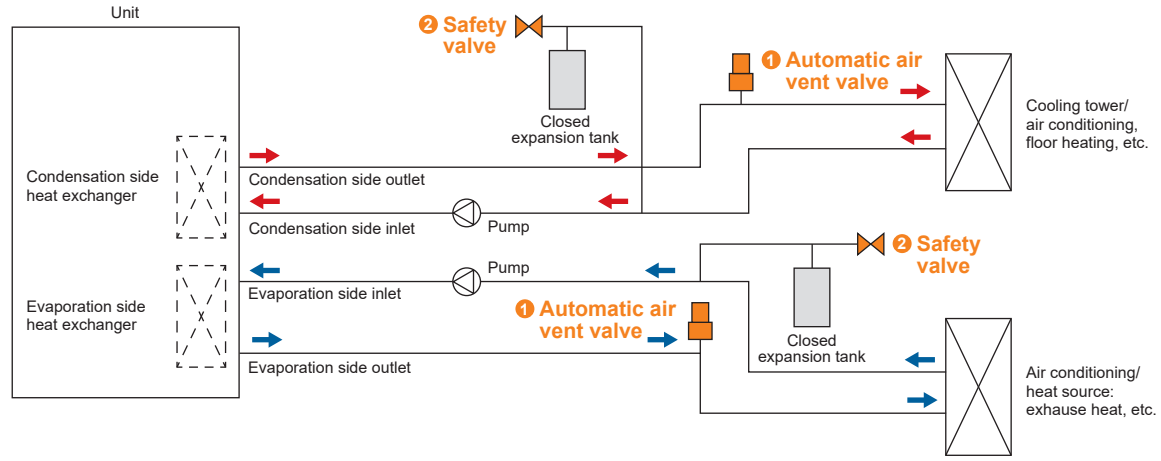 Unit
❷ Safety
valve
❶ Automatic air
vent valve
Closed
expansion tank
Cooling tower/
air conditioning,
floor heating, etc.
Condensation side
heat exchanger
Condensation side outlet
Condensation side inlet
Pump
Pump
❷ Safety
valve
Evaporation side inlet
Evaporation side
heat exchanger
❶ Automatic air
vent valve
Closed
expansion tank
Evaporation side outlet
Air conditioning/
heat source:
exhause heat, etc.